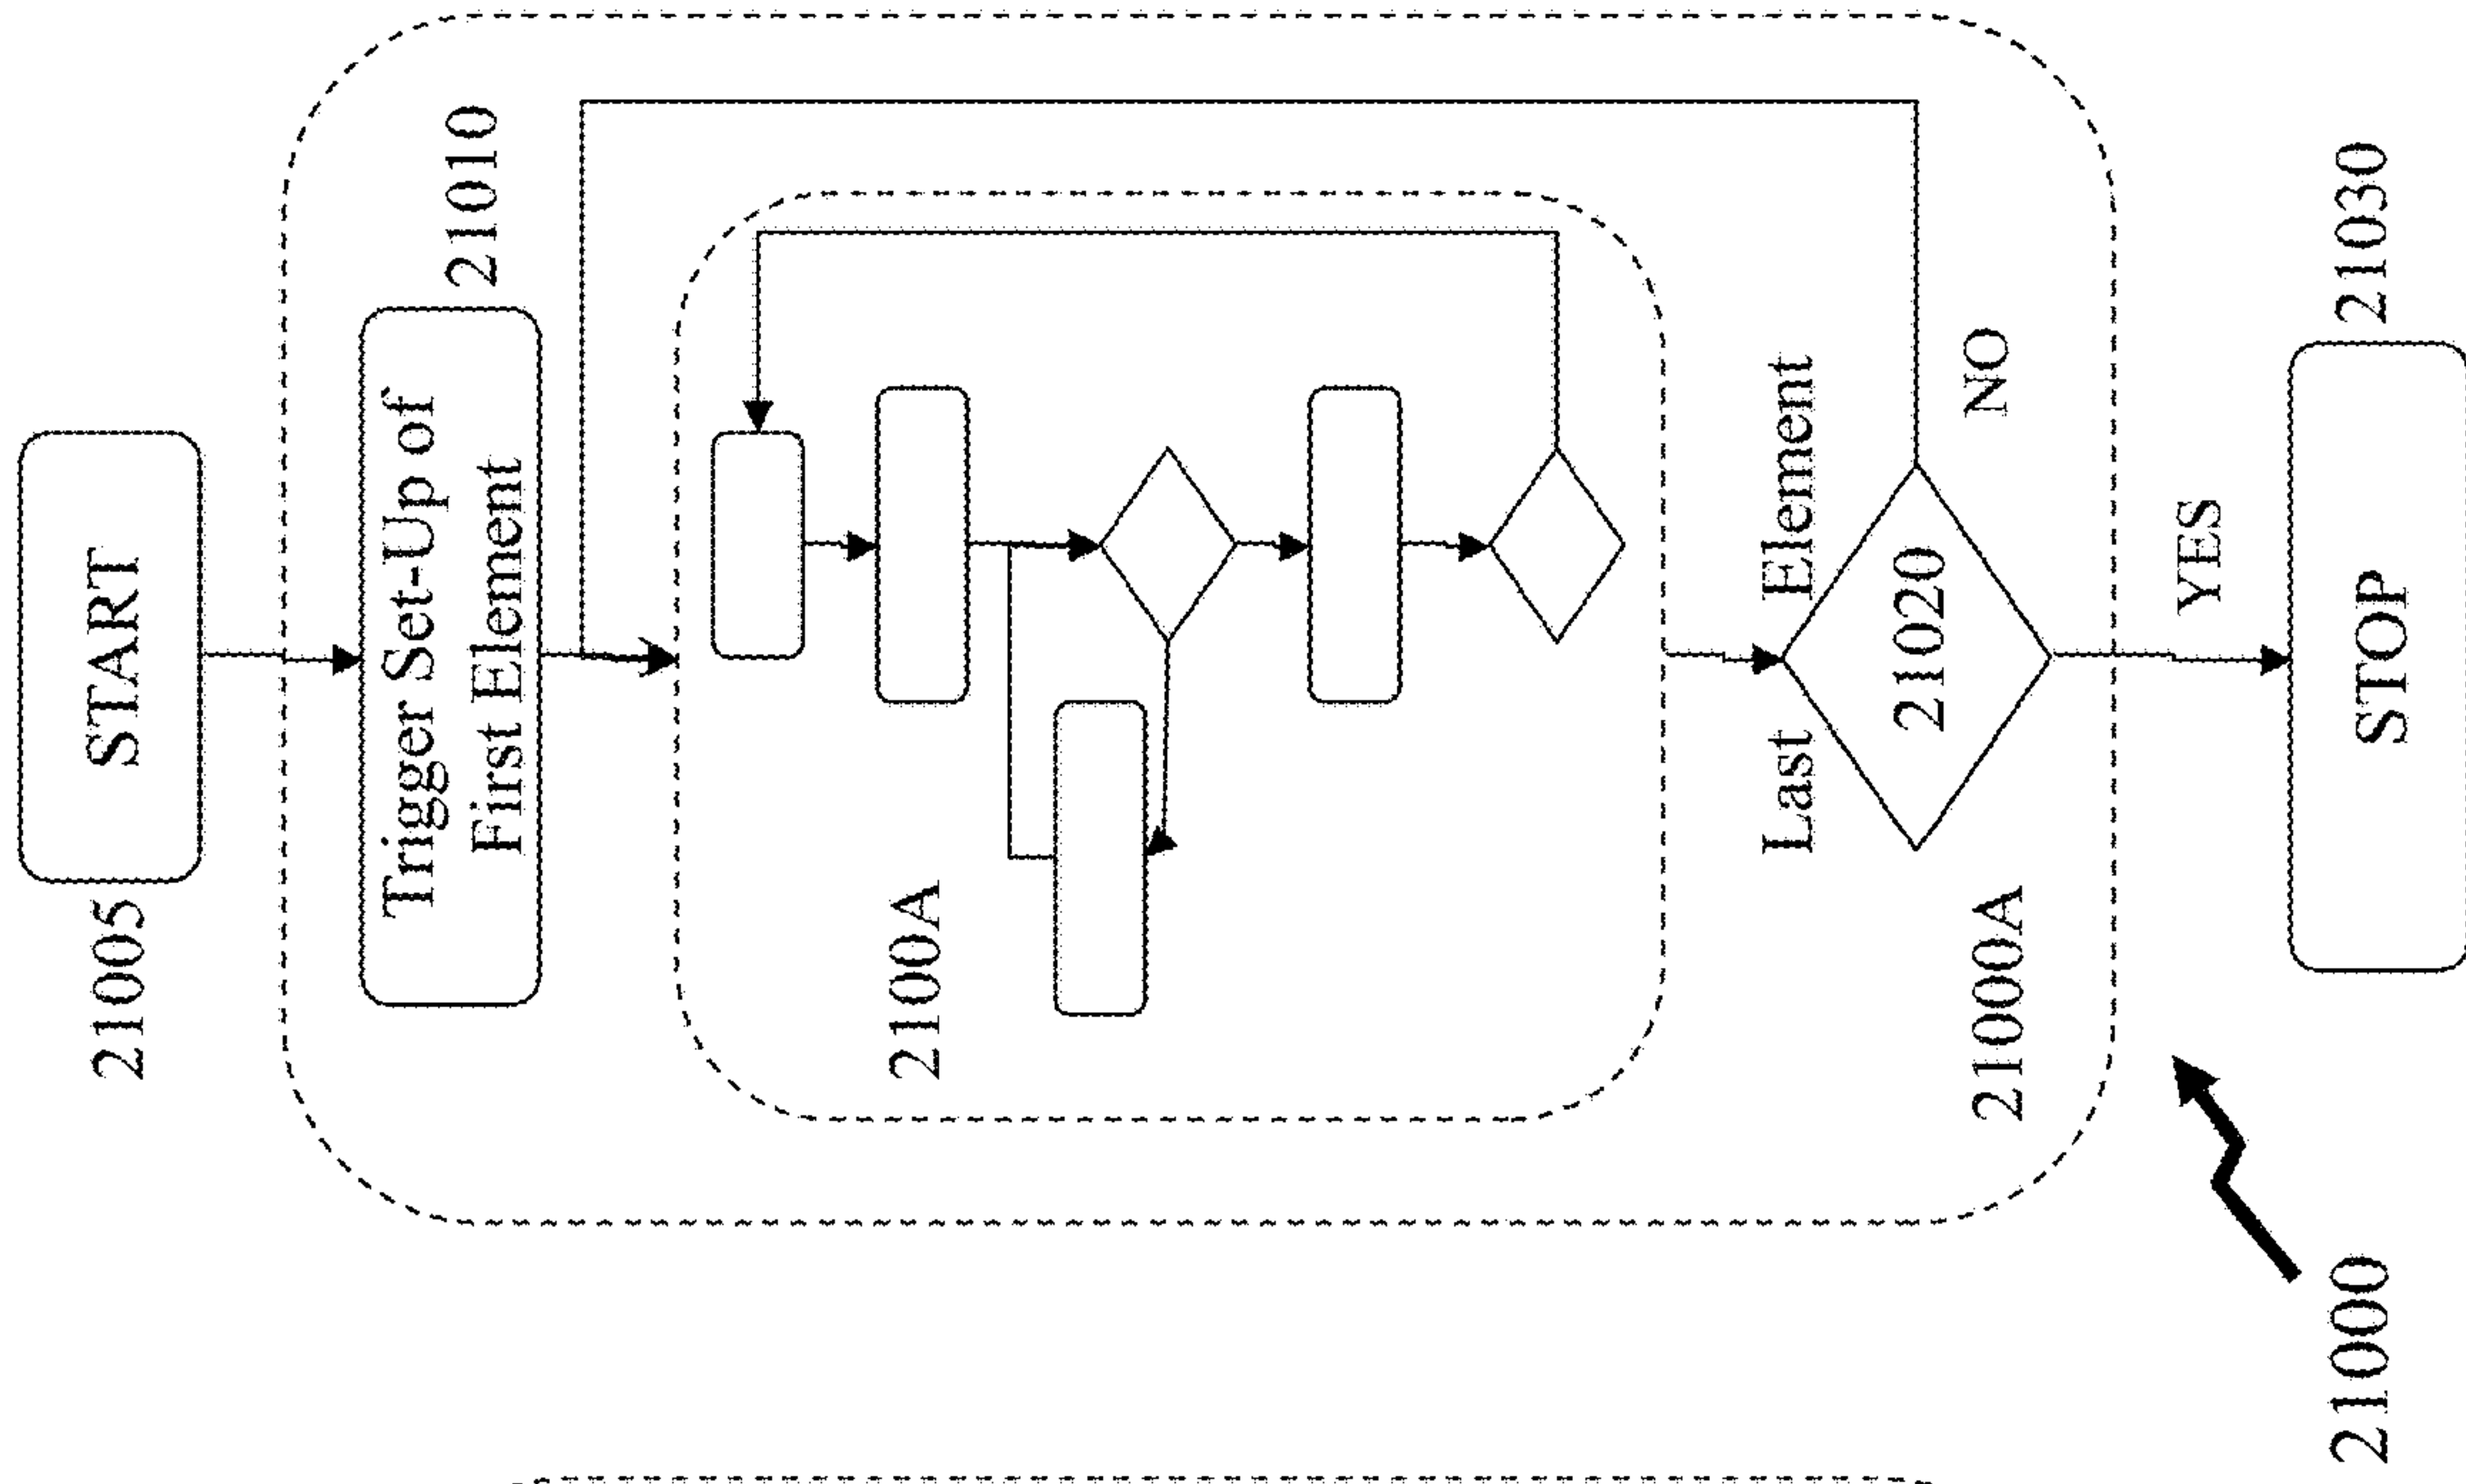 START
21005
Trigger Set-Up of
First Element
21010
2100A
Last Element
21020
NO
21000A
YES
STOP
21030
21000